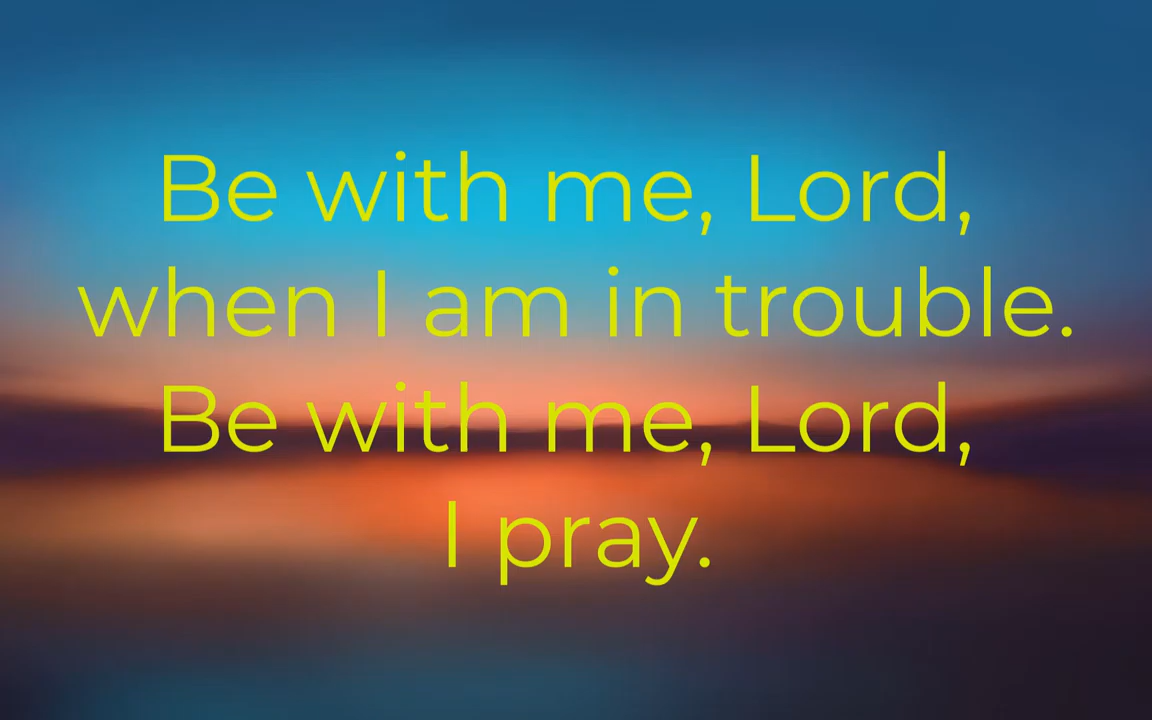 Be with me, Lord,
when I am in trouble.
Be with me, Lord,
I pray.